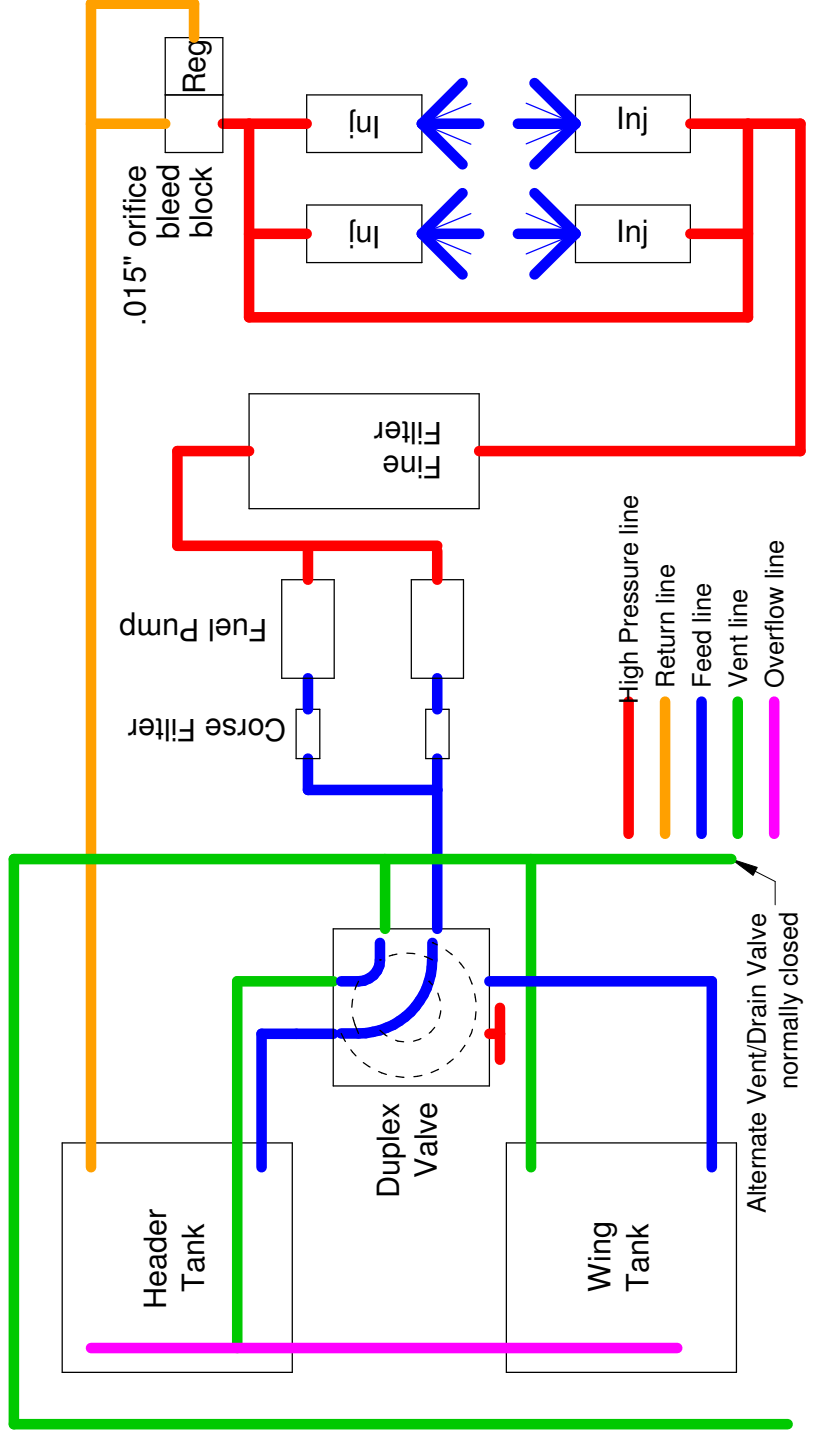 Reg
.015" orifice
bleed
block
Inj
Inj
Inj
Inj
Fine
Filter
Fuel Pump
Corse Filter
High Pressure line
Return line
Feed line
Vent line
Overflow line
Duplex
Valve
Header
Tank
Wing
Tank
Alternate Vent/Drain Valve
normally closed